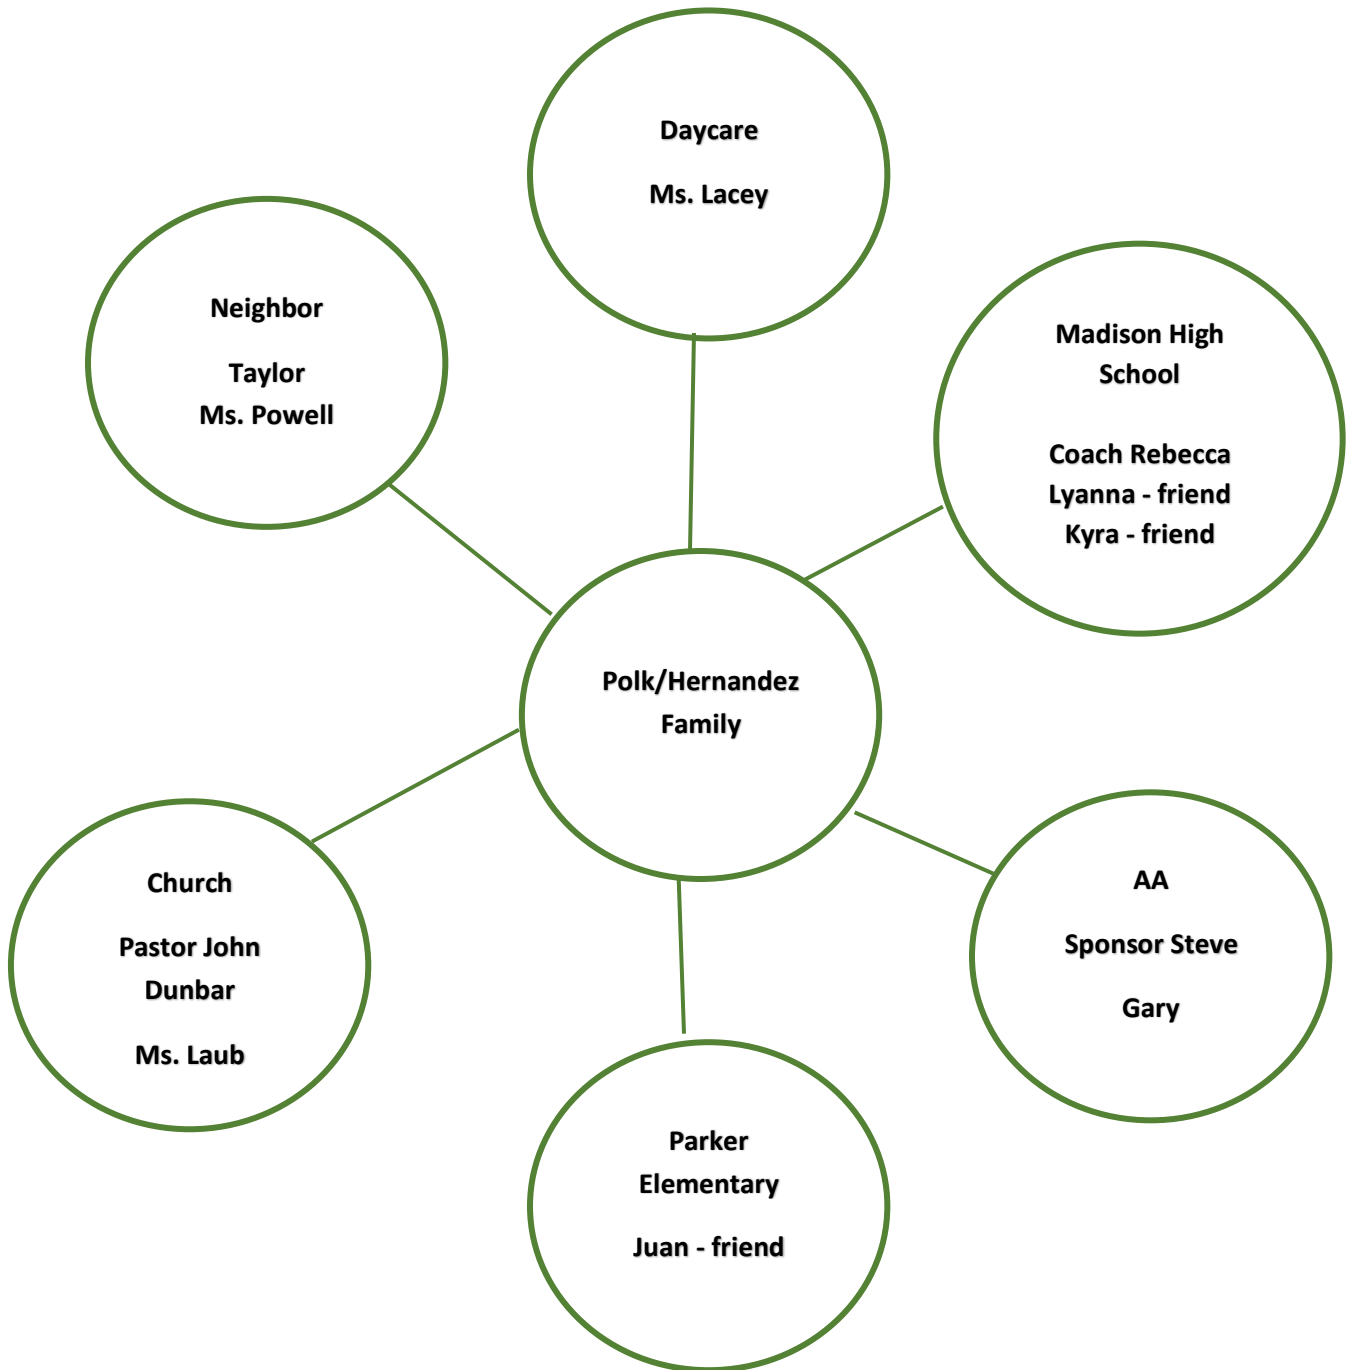 Daycare
Ms. Lacey
Neighbor
Taylor
Ms. Powell
Madison High
School
Coach Rebecca
Lyanna - friend
Kyra - friend
Polk/Hernandez
Family
Church
Pastor John
Dunbar
Ms. Laub
AA
Sponsor Steve
Gary
Parker
Elementary
Juan - friend